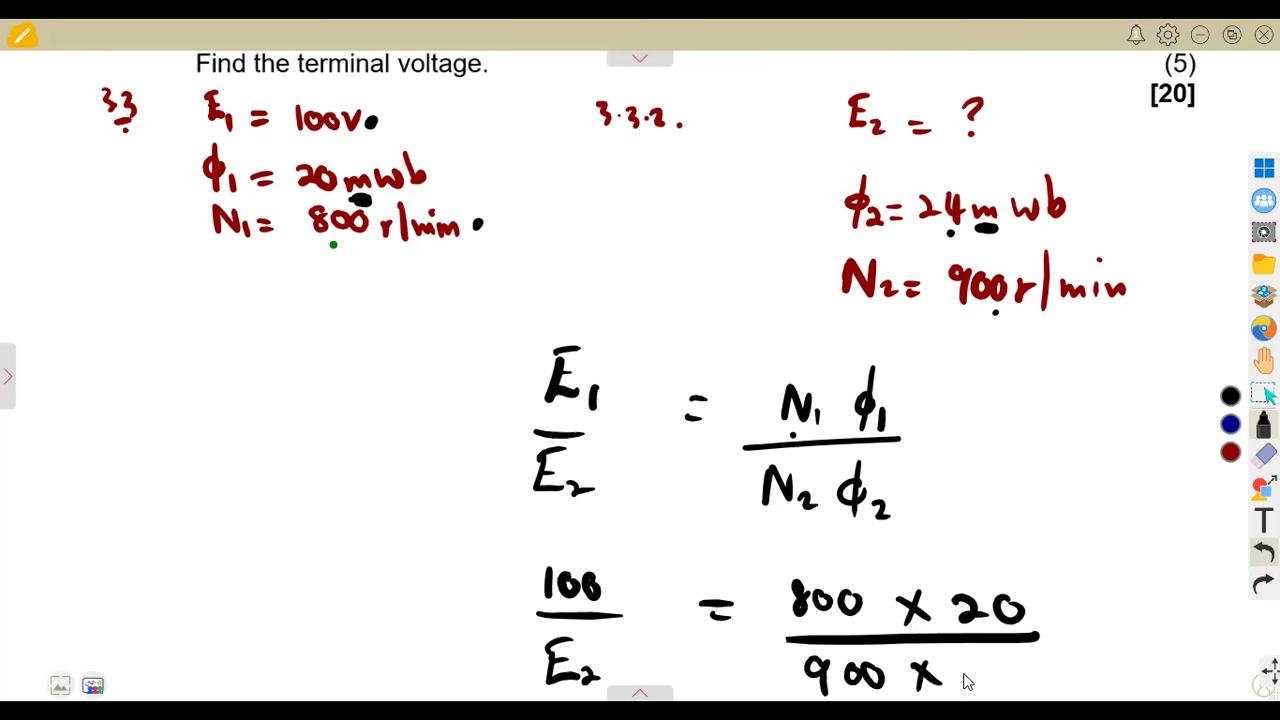 Find the terminal voltage. (5)
[20]
3.3 E1 = 100V
ϕ1 = 20 mwb
N1 = 800 r/min
3.3.2. E2 = ?
ϕ2 = 24 m wb
N2 = 900 r/min
E1 / E2 = N1 ϕ1 / N2 ϕ2
100 / E2 = 800 X 20 / 900 X
T